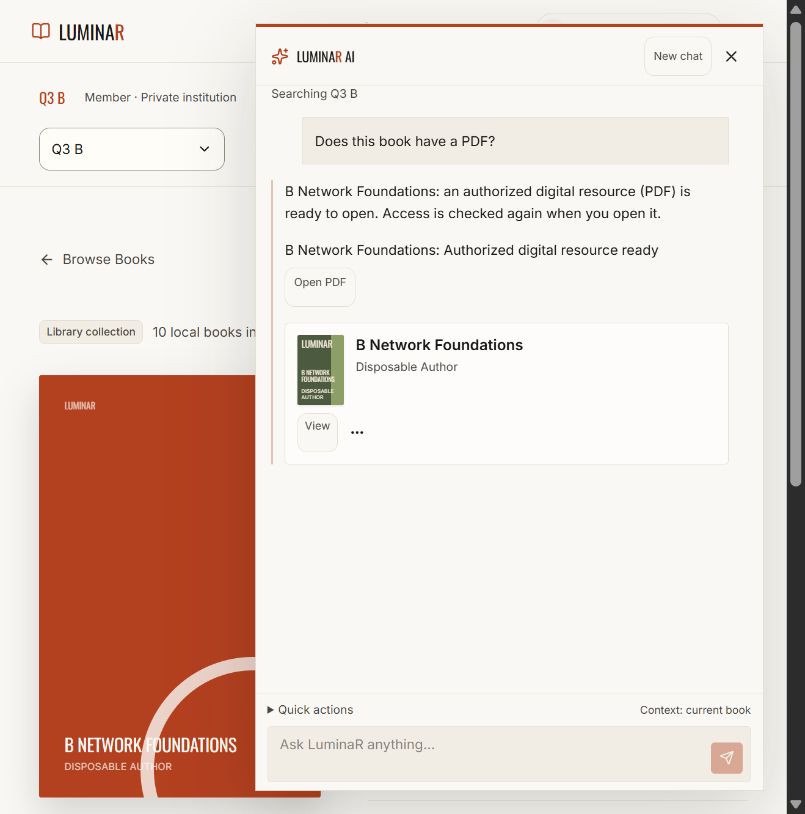 LUMINAR
Q3 B
Member · Private institution
Q3 B
Browse Books
Library collection
10 local books in
LUMINAR
B NETWORK FOUNDATIONS
DISPOSABLE AUTHOR
LUMINAR AI
New chat
Searching Q3 B
Does this book have a PDF?
B Network Foundations: an authorized digital resource (PDF) is
ready to open. Access is checked again when you open it.
B Network Foundations: Authorized digital resource ready
Open PDF
LUMINAR
B NETWORK
FOUNDATIONS
DISPOSABLE
AUTHOR
B Network Foundations
Disposable Author
View
Quick actions
Context: current book
Ask LuminaR anything...